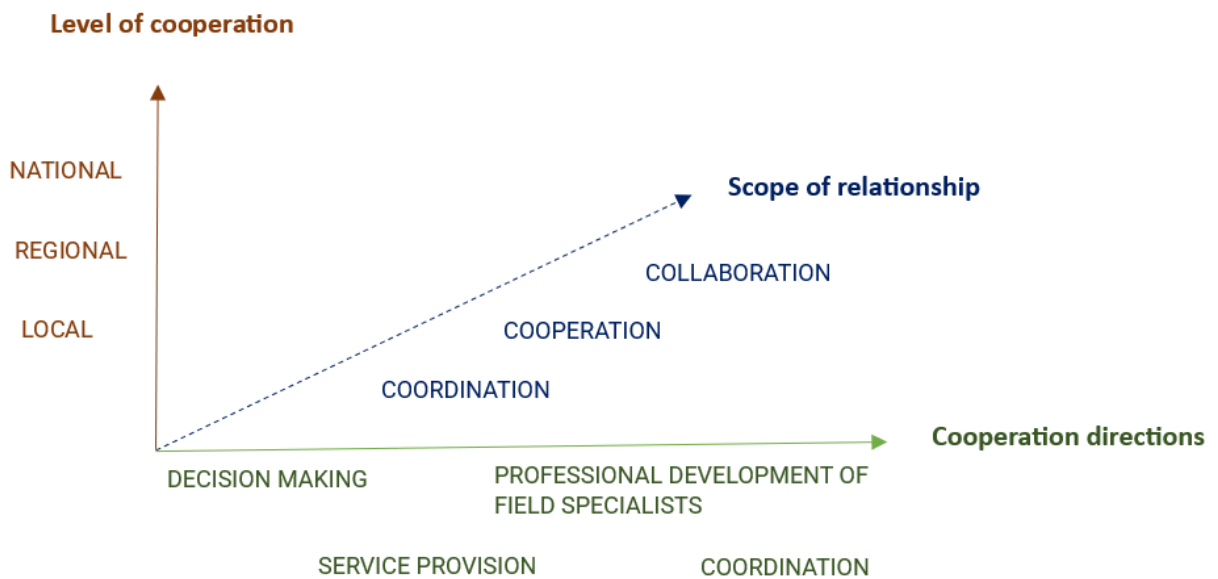 Level of cooperation
NATIONAL
Scope of relationship
REGIONAL
COLLABORATION
LOCAL
COOPERATION
COORDINATION
Cooperation directions
DECISION MAKING
PROFESSIONAL DEVELOPMENT OF
FIELD SPECIALISTS
SERVICE PROVISION
COORDINATION